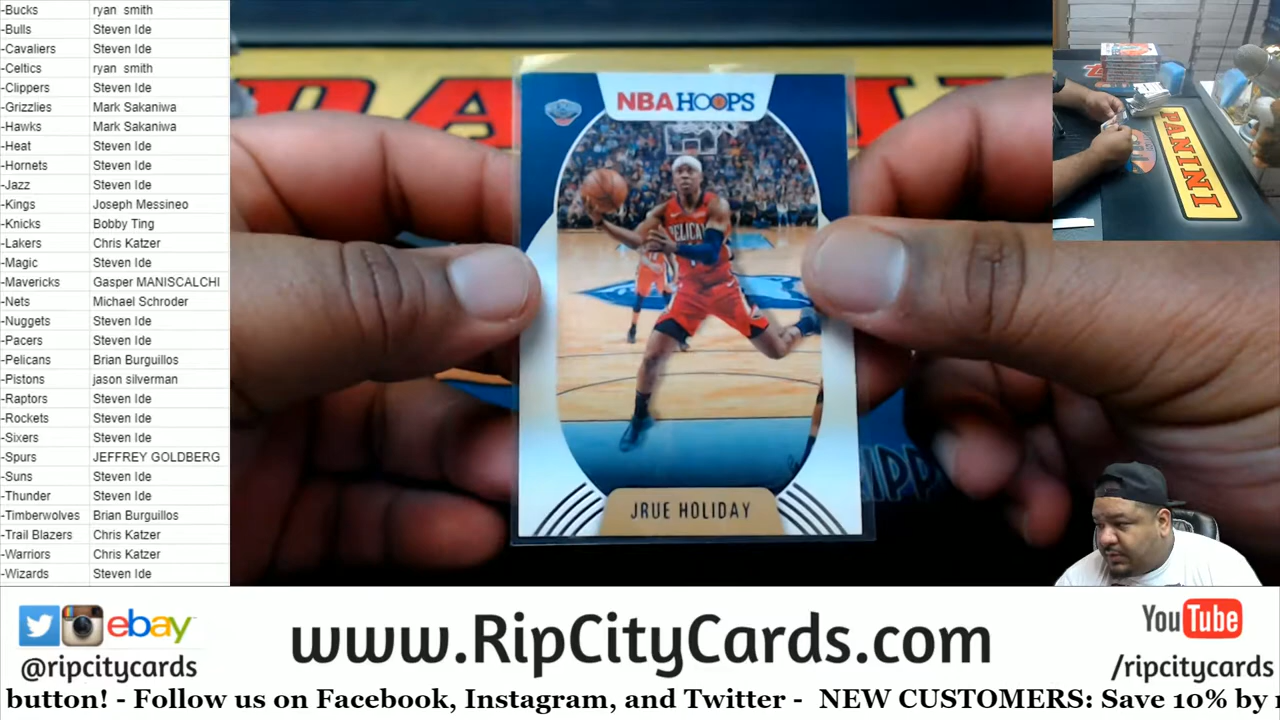 -Bucks ryan smith
-Bulls Steven Ide
-Cavaliers Steven Ide
-Celtics ryan smith
-Clippers Steven Ide
-Grizzlies Mark Sakaniwa
-Hawks Mark Sakaniwa
-Heat Steven Ide
-Hornets Steven Ide
-Jazz Steven Ide
-Kings Joseph Messineo
-Knicks Bobby Ting
-Lakers Chris Katzer
-Magic Steven Ide
-Mavericks Gasper MANISCALCHI
-Nets Michael Schroder
-Nuggets Steven Ide
-Pacers Steven Ide
-Pelicans Brian Burguillos
-Pistons jason silverman
-Raptors Steven Ide
-Rockets Steven Ide
-Sixers Steven Ide
-Spurs JEFFREY GOLDBERG
-Suns Steven Ide
-Thunder Steven Ide
-Timberwolves Brian Burguillos
-Trail Blazers Chris Katzer
-Warriors Chris Katzer
-Wizards Steven Ide
NBA HOOPS
PELICANS
JRUE HOLIDAY
PANINI
ebay
@ripcitycards
www.RipCityCards.com
YouTube
/ripcitycards
button! - Follow us on Facebook, Instagram, and Twitter - NEW CUSTOMERS: Save 10% by